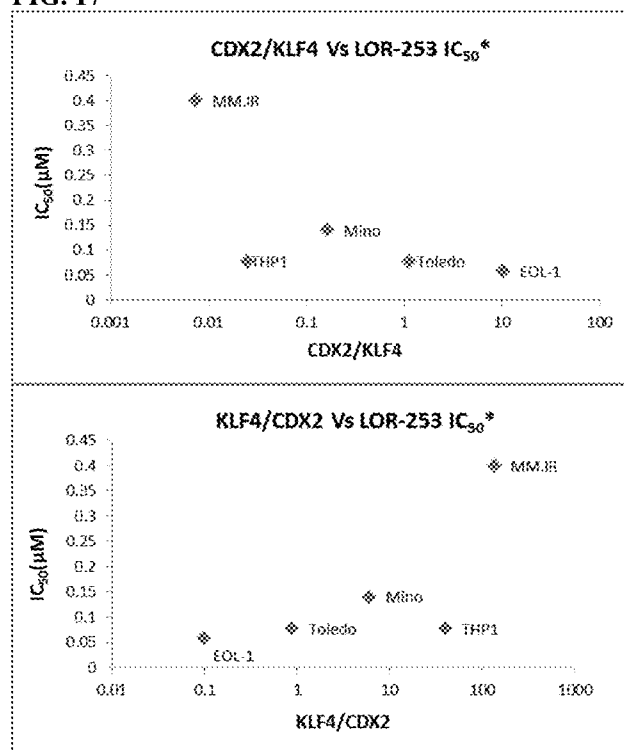 FIG. 17
CDX2/KLF4 Vs LOR-253 IC50*
IC50(µM)
0.45
0.4
0.35
0.3
0.25
0.2
0.15
0.1
0.05
0
MM.IR
THP1
Mino
Toledo
EOL-1
0.001 0.01 0.1 1 10 100
CDX2/KLF4
KLF4/CDX2 Vs LOR-253 IC50*
IC50(µM)
0.45
0.4
0.35
0.3
0.25
0.2
0.15
0.1
0.05
0
MM.IR
Mino
Toledo
THP1
EOL-1
0.01 0.1 1 10 100 1000
KLF4/CDX2